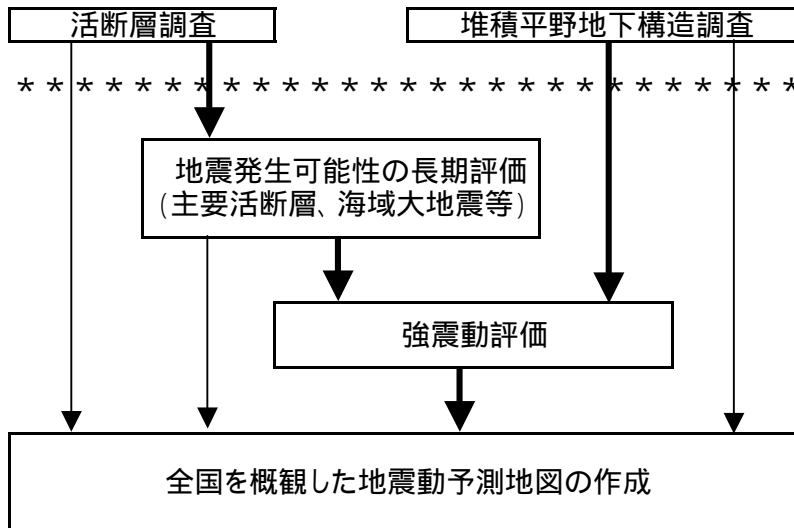 活断層調査
堆積平野地下構造調査
* * * * * * * * * * * * * * * * * * * * * * * * * * *
地震発生可能性の長期評価
(主要活断層、海域大地震等)
強震動評価
全国を概観した地震動予測地図の作成